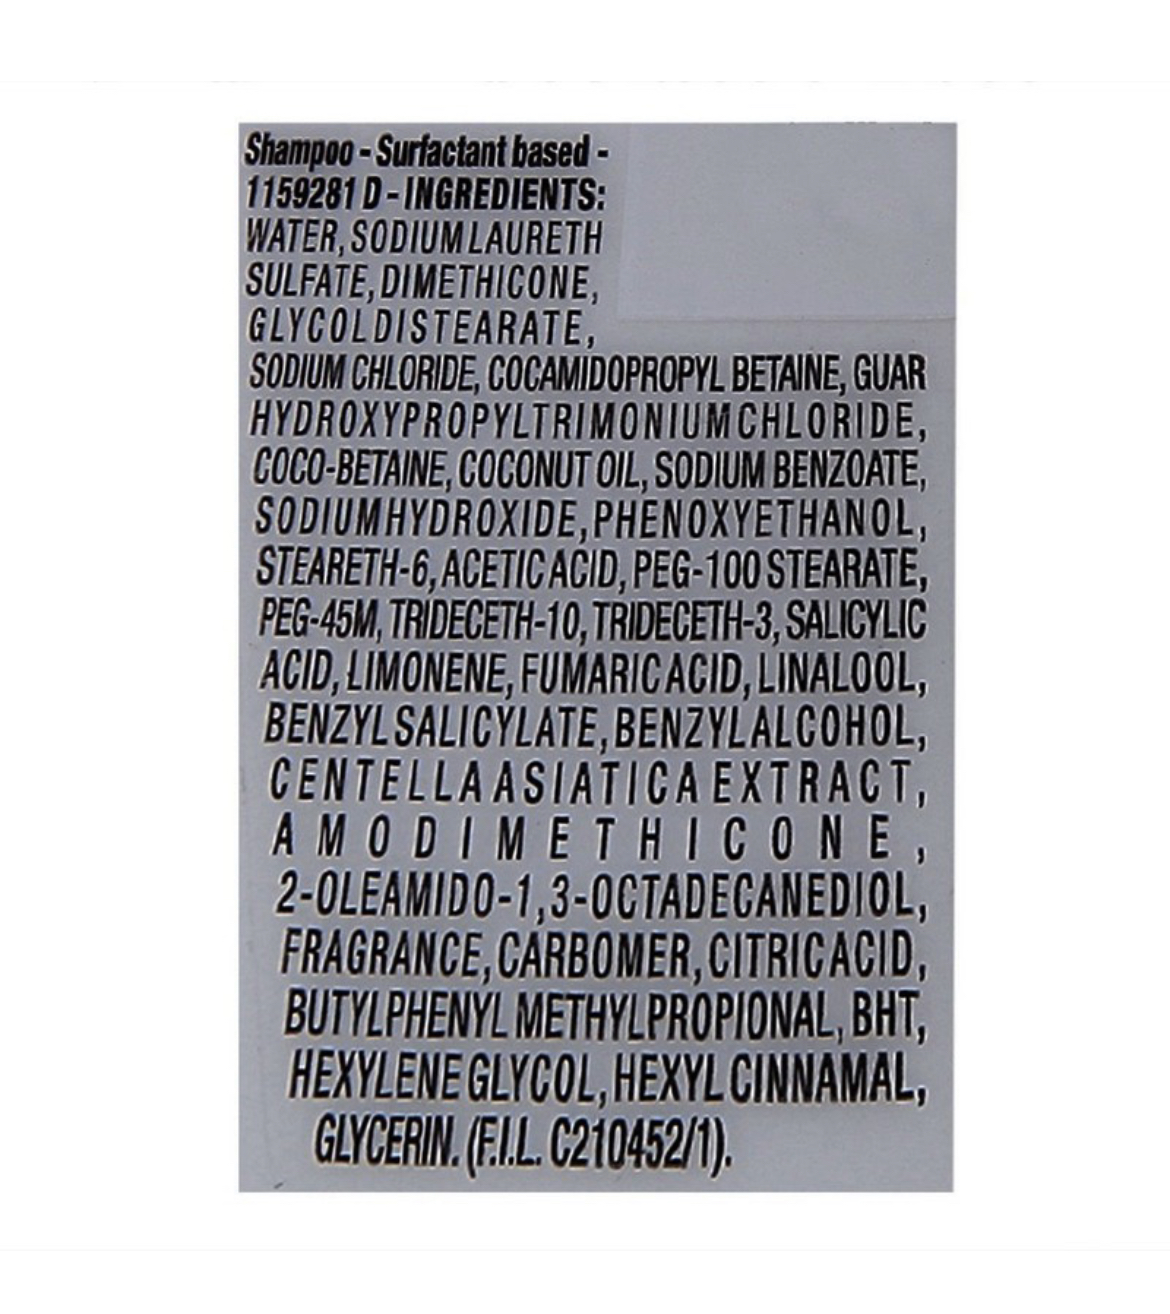 Shampoo - Surfactant based -
1159281 D - INGREDIENTS:
WATER, SODIUM LAURETH
SULFATE, DIMETHICONE,
GLYCOL DISTEARATE,
SODIUM CHLORIDE, COCAMIDOPROPYL BETAINE, GUAR
HYDROXYPROPYLTRIMONIUM CHLORIDE,
COCO-BETAINE, COCONUT OIL, SODIUM BENZOATE,
SODIUM HYDROXIDE, PHENOXYETHANOL,
STEARETH-6, ACETIC ACID, PEG-100 STEARATE,
PEG-45M, TRIDECETH-10, TRIDECETH-3, SALICYLIC
ACID, LIMONENE, FUMARIC ACID, LINALOOL,
BENZYL SALICYLATE, BENZYL ALCOHOL,
CENTELLA ASIATICA EXTRACT,
AMODIMETHICONE,
2-OLEAMIDO-1,3-OCTADECANEDIOL,
FRAGRANCE, CARBOMER, CITRIC ACID,
BUTYLPHENYL METHYLPROPIONAL, BHT,
HEXYLENE GLYCOL, HEXYL CINNAMAL,
GLYCERIN. (F.I.L. C210452/1).